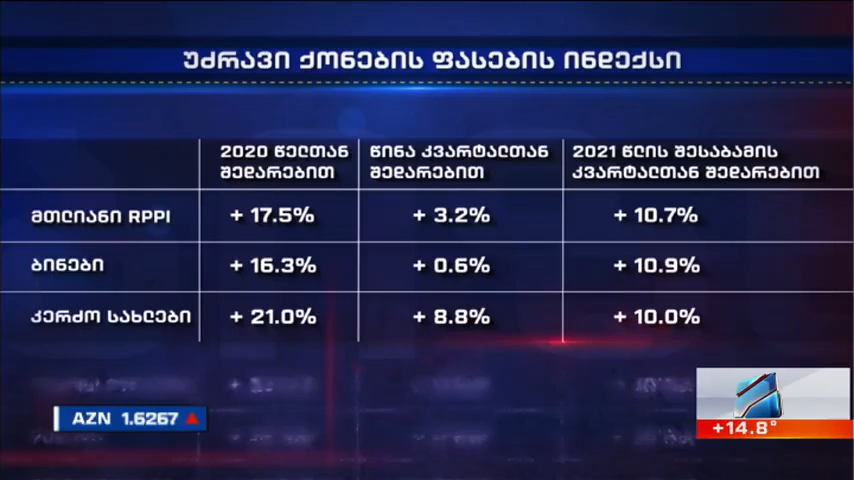 უძრავი ქონების ფასების ინდექსი
2020 წელთან შედარებით
წინა კვარტალთან შედარებით
2021 წლის შესაბამის კვარტალთან შედარებით
მთლიანი RPPI + 17.5% + 3.2% + 10.7%
ბინები + 16.3% + 0.6% + 10.9%
კერძო სახლები + 21.0% + 8.8% + 10.0%
AZN 1.6267
+14.8°